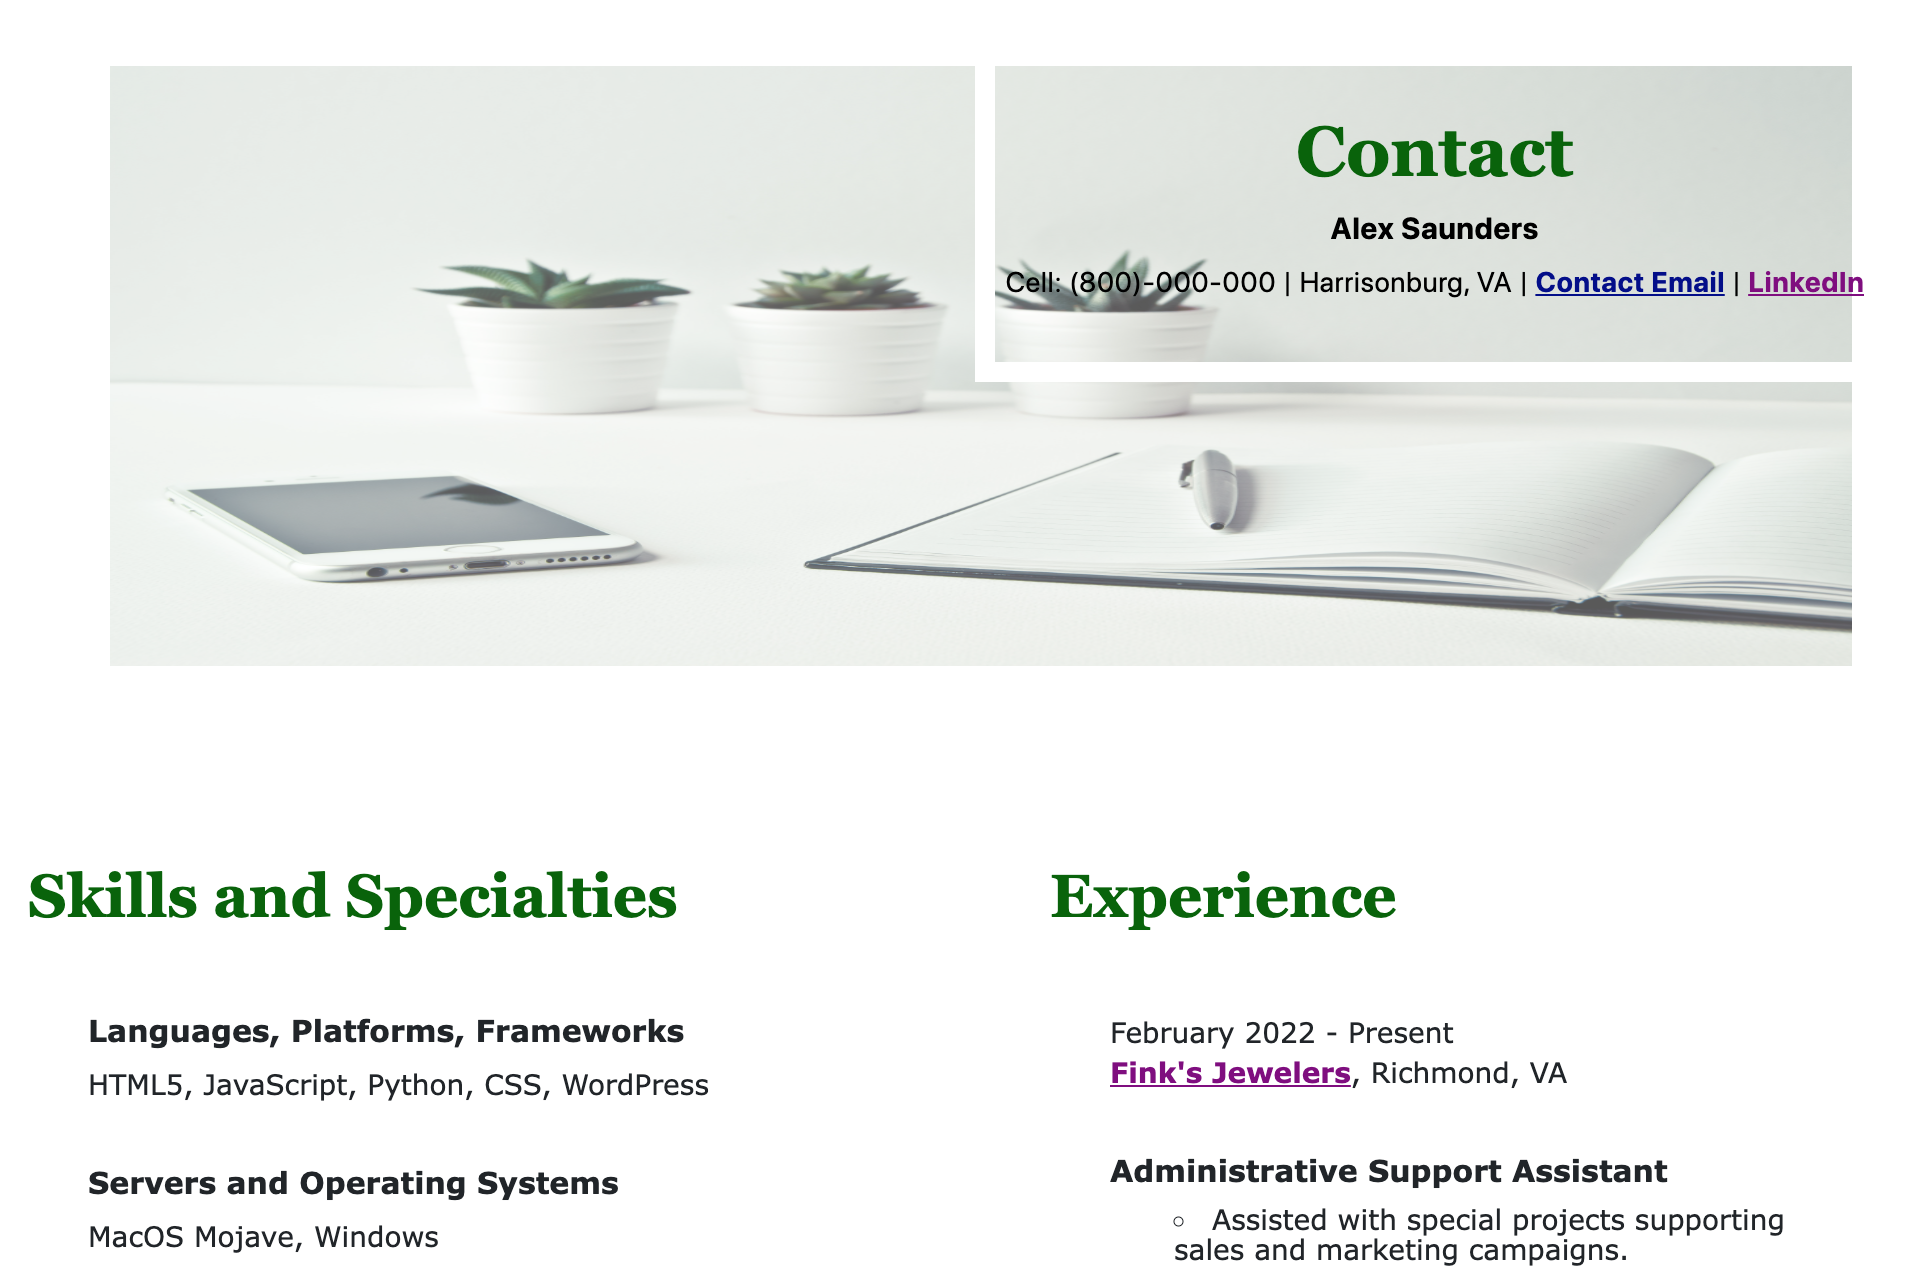 Contact
Alex Saunders
Cell: (800)-000-000 | Harrisonburg, VA | Contact Email | LinkedIn
Skills and Specialties
Languages, Platforms, Frameworks
HTML5, JavaScript, Python, CSS, WordPress
Servers and Operating Systems
MacOS Mojave, Windows
Experience
February 2022 - Present
Fink's Jewelers, Richmond, VA
Administrative Support Assistant
◦ Assisted with special projects supporting
sales and marketing campaigns.